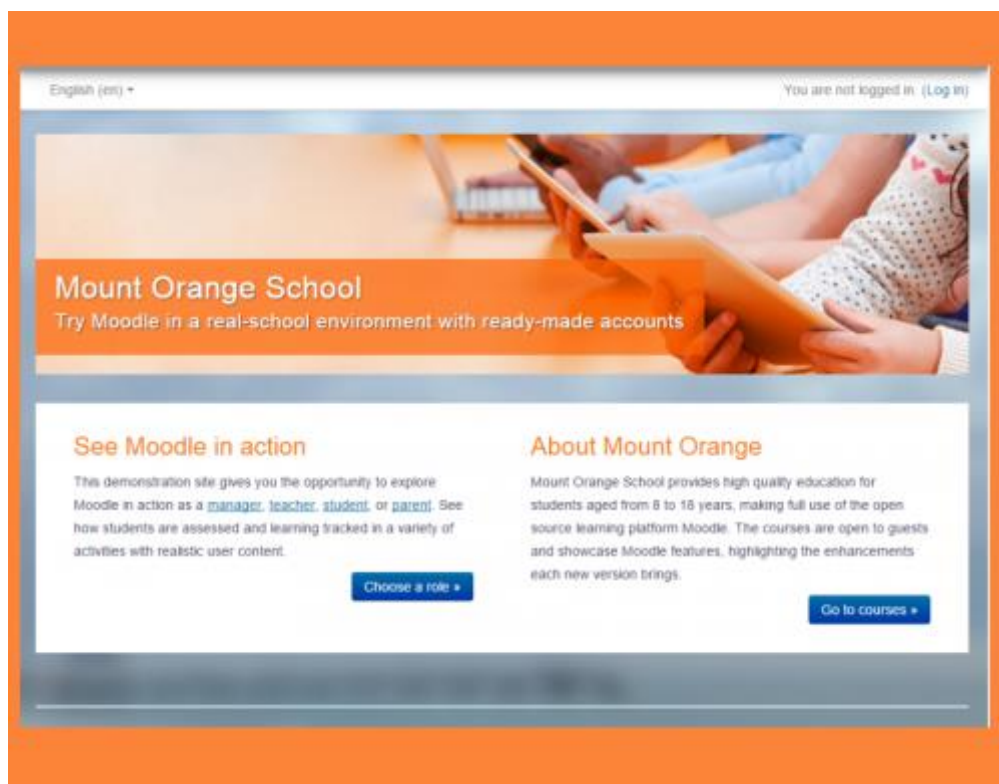 English (en)
You are not logged in. (Log in)
Mount Orange School
Try Moodle in a real-school environment with ready-made accounts
See Moodle in action
This demonstration site gives you the opportunity to explore
Moodle in action as a manager, teacher, student, or parent. See
how students are assessed and learning tracked in a variety of
activities with realistic user content.
Choose a role »
About Mount Orange
Mount Orange School provides high quality education for
students aged from 6 to 18 years, making full use of the open
source learning platform Moodle. The courses are open to guests
and showcase Moodle features, highlighting the enhancements
each new version brings.
Go to courses »